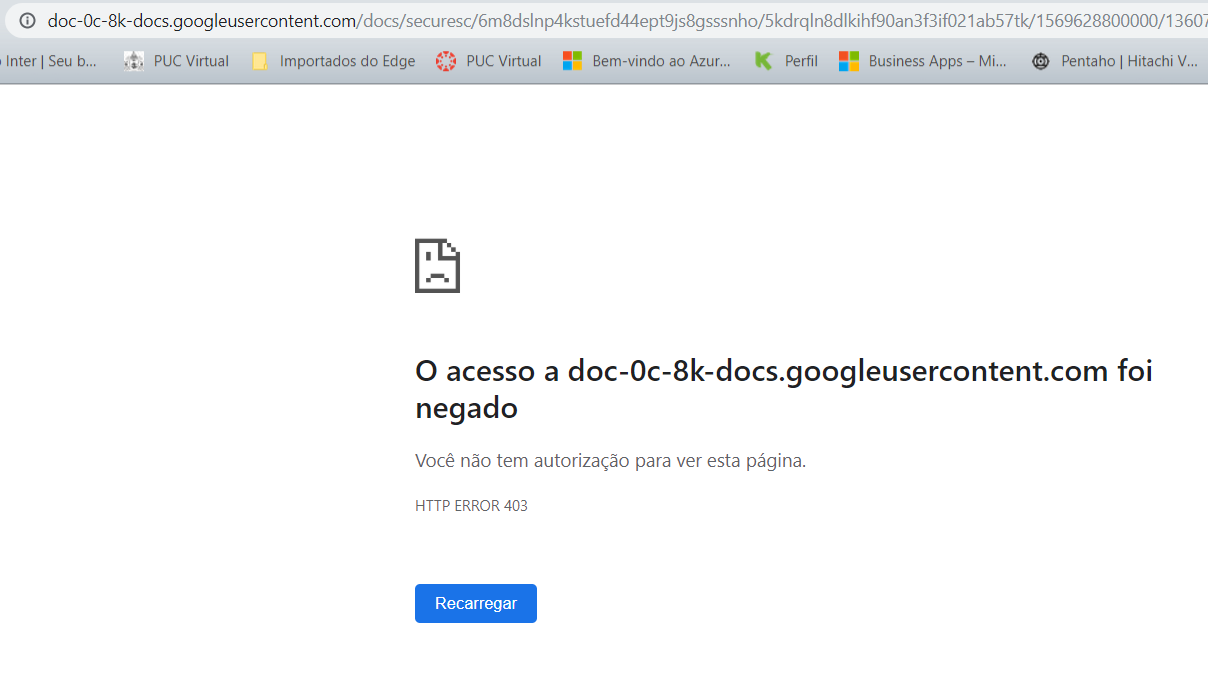 doc-0c-8k-docs.googleusercontent.com/docs/securesc/6m8dslnp4kstuefd44ept9js8gsssnho/5kdrqln8dlkihf90an3f3if021ab57tk/1569628800000/13607
Inter | Seu b... PUC Virtual Importados do Edge PUC Virtual Bem-vindo ao Azur... Perfil Business Apps – Mi... Pentaho | Hitachi V...
O acesso a doc-0c-8k-docs.googleusercontent.com foi
negado
Você não tem autorização para ver esta página.
HTTP ERROR 403
Recarregar